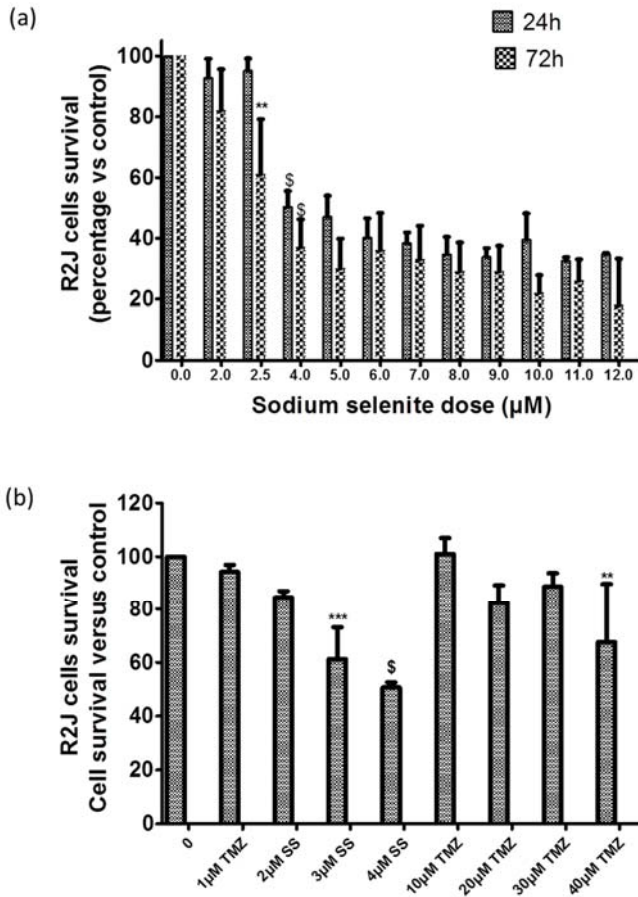 (a)
24h
72h
R2J cells survival
(percentage vs control)
100
80
60
40
20
0
**
$
$
0.0 2.0 2.5 4.0 5.0 6.0 7.0 8.0 9.0 10.0 11.0 12.0
Sodium selenite dose (µM)
(b)
R2J cells survival
Cell survival versus control
120
100
80
60
40
20
0
***
$
**
0 1µM TMZ 2µM SS 3µM SS 4µM SS 10µM TMZ 20µM TMZ 30µM TMZ 40µM TMZ